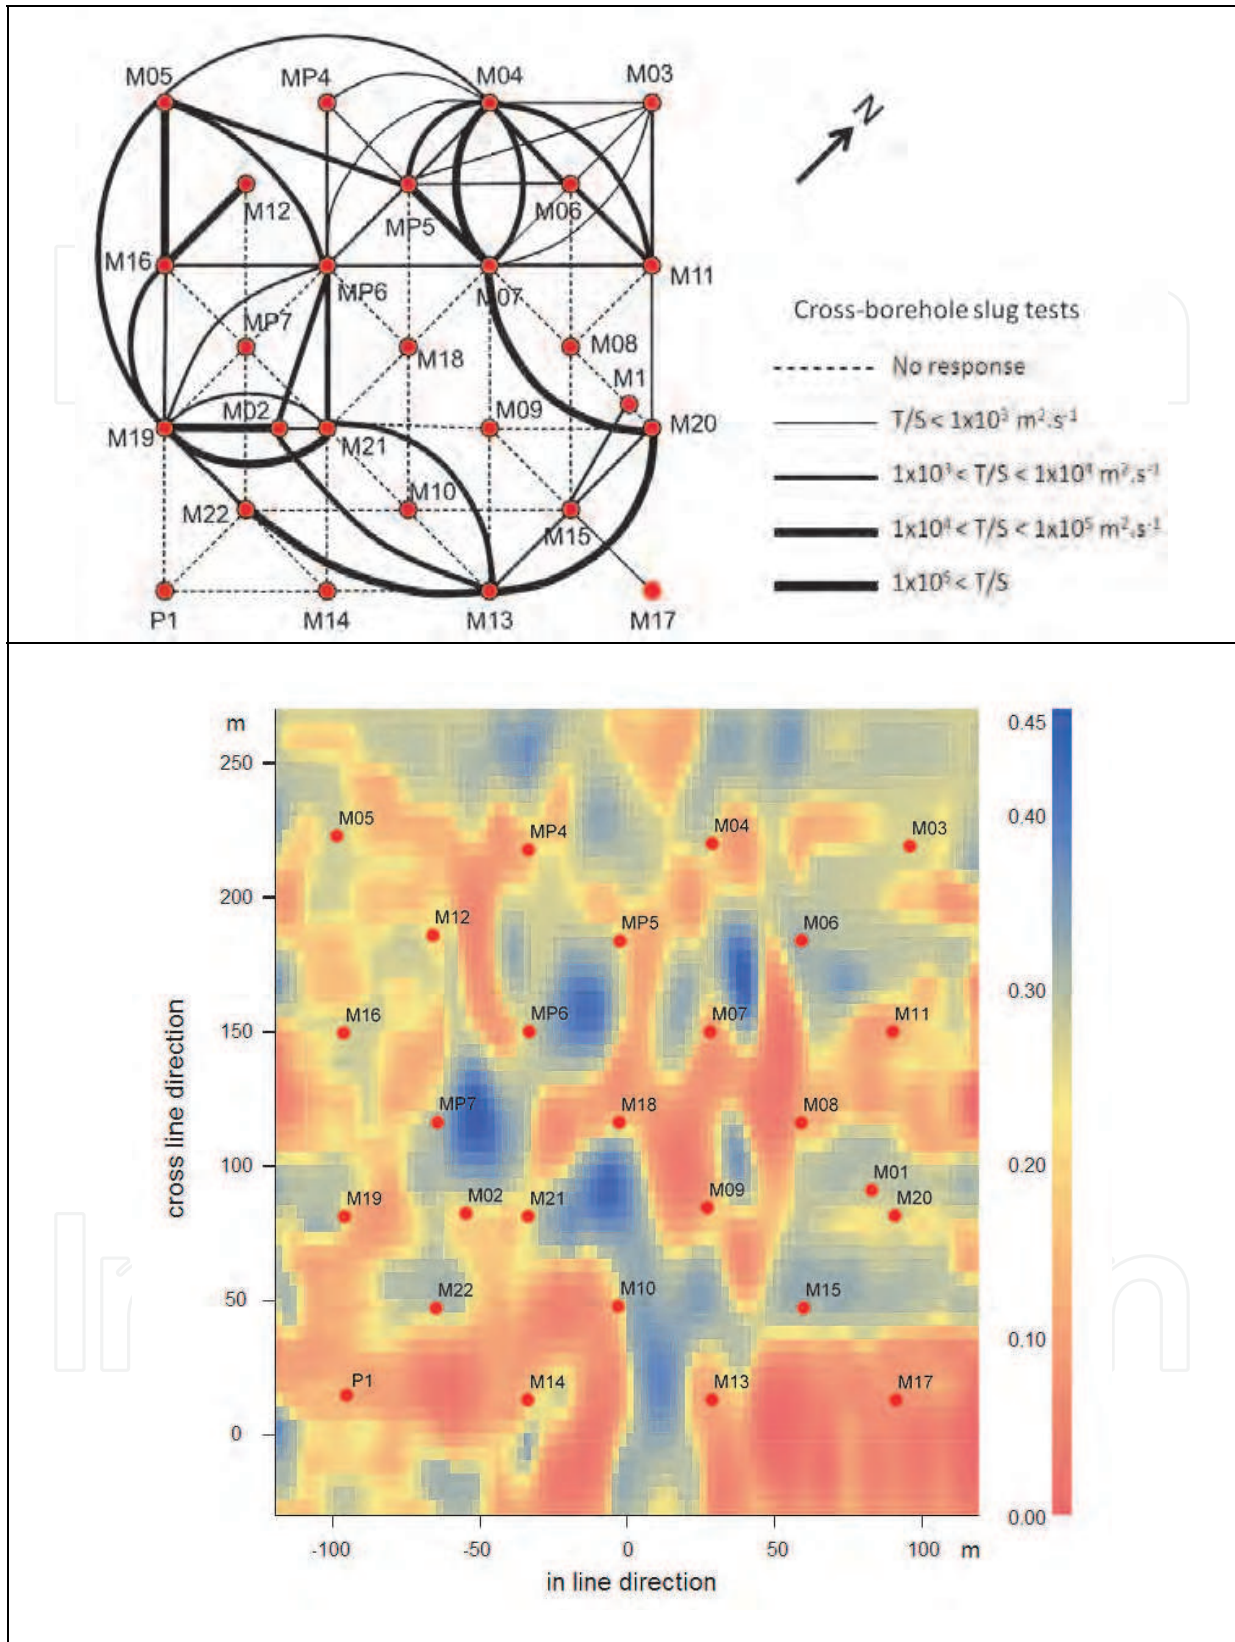 M05 MP4 M04 M03
N
M12 M06
MP5
M16 MP6 M07 M11
Cross-borehole slug tests
MP7
M18 M08
No response
M1
M02 M09
T/S < 1x10³ m².s⁻¹
M19 M21 M20
1x10³ < T/S < 1x10⁴ m².s⁻¹
M10
M22 M15
1x10⁴ < T/S < 1x10⁵ m².s⁻¹
1x10⁵ < T/S
P1 M14 M13 M17
m
0.45
250
M05 MP4 M04 M03
0.40
200
M12 MP5 M06
0.30
M16 MP6 M07 M11
150
MP7 M18 M08
cross line direction
100
0.20
M01
M19 M02 M21 M09 M20
50
M22 M10 M15
0.10
P1 M14 M13 M17
0
0.00
-100 -50 0 50 100 m
in line direction